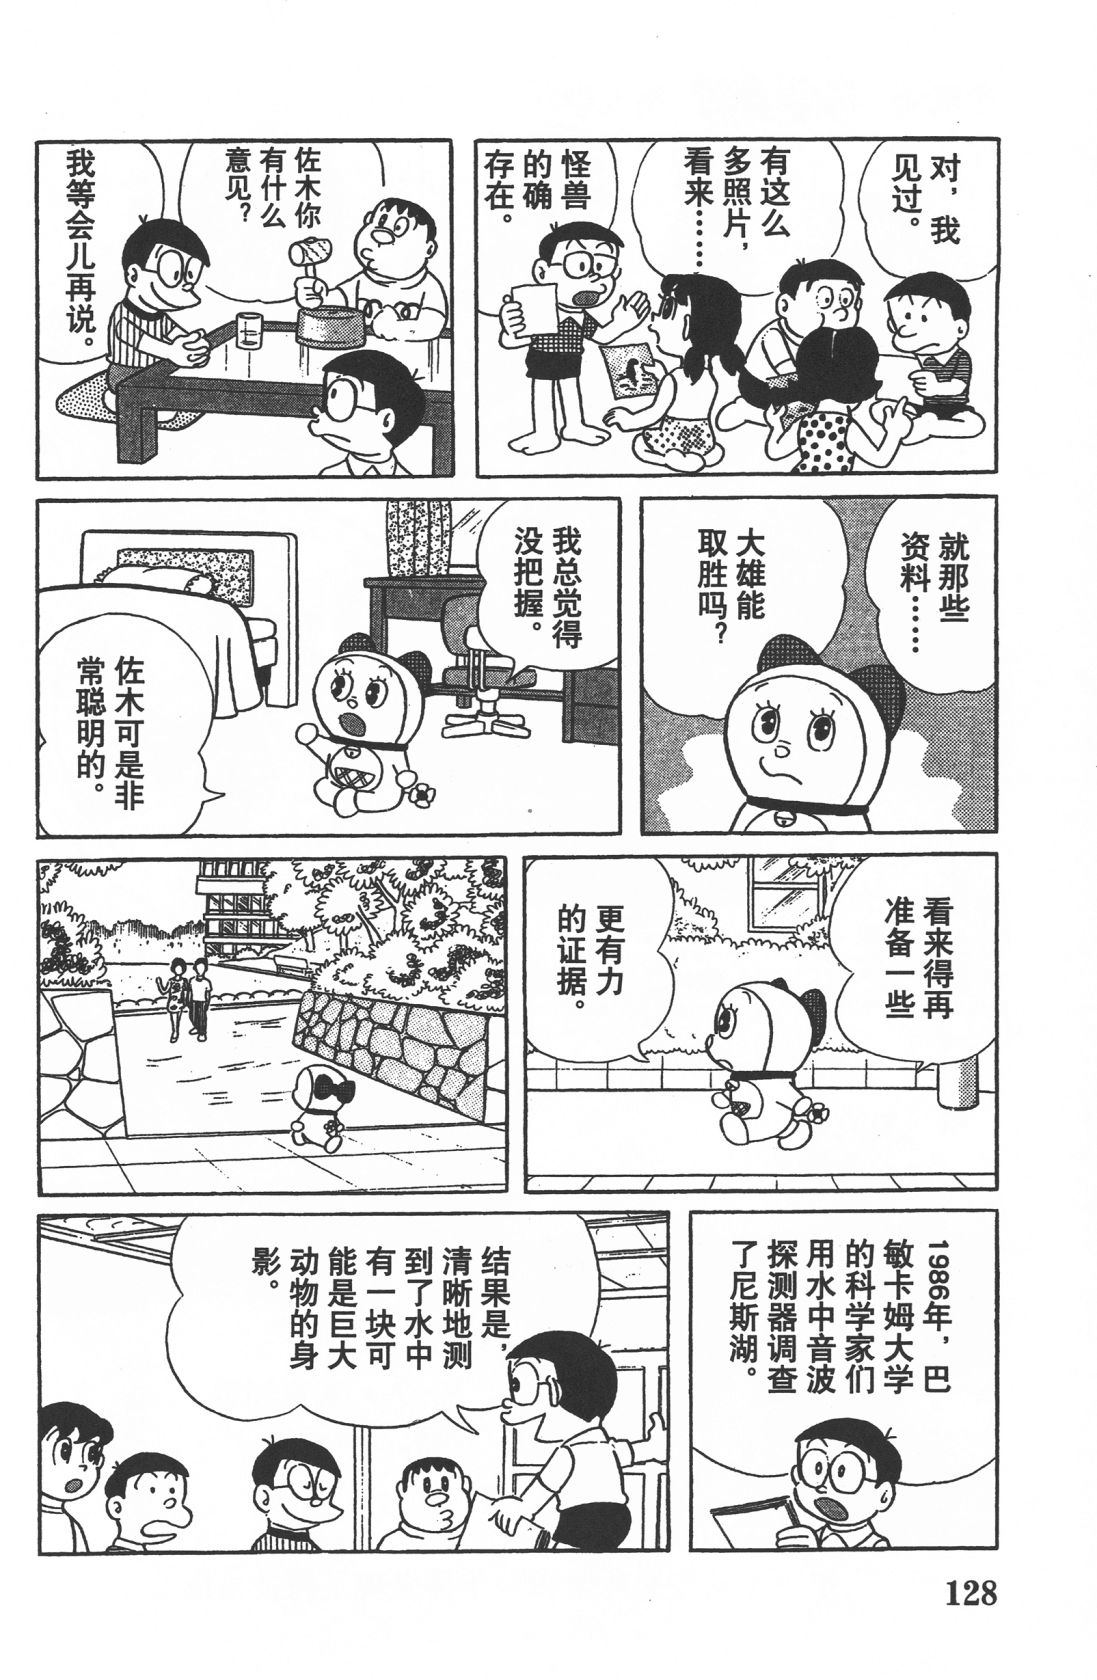 对，我
见过。
有这么
多照片，
看来……
怪兽
的确
存在。
佐木你
有什么
意见？
我等会儿再说。
就那些
资料……
大雄能
取胜吗？
我总觉得
没把握。
佐木可是非
常聪明的。
看来得再
准备一些
更有力
的证据。
1986年，巴
敏卡姆大学
的科学家们
用水中音波
探测器调查
了尼斯湖。
结果是，
清晰地测
到了水中
有一块可
能是巨大
动物的身
影。
128